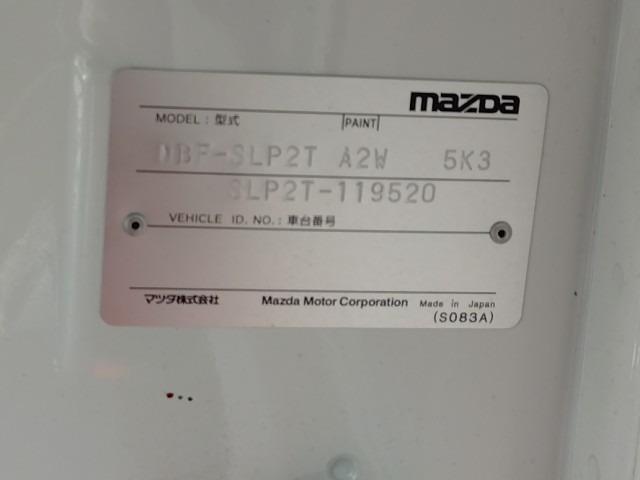 mazda
MODEL : 型式 PAINT
DBF-SLP2T A2W 5K3
SLP2T-119520
VEHICLE ID. NO. : 車台番号
マツダ株式会社 Mazda Motor Corporation Made in Japan
(S083A)